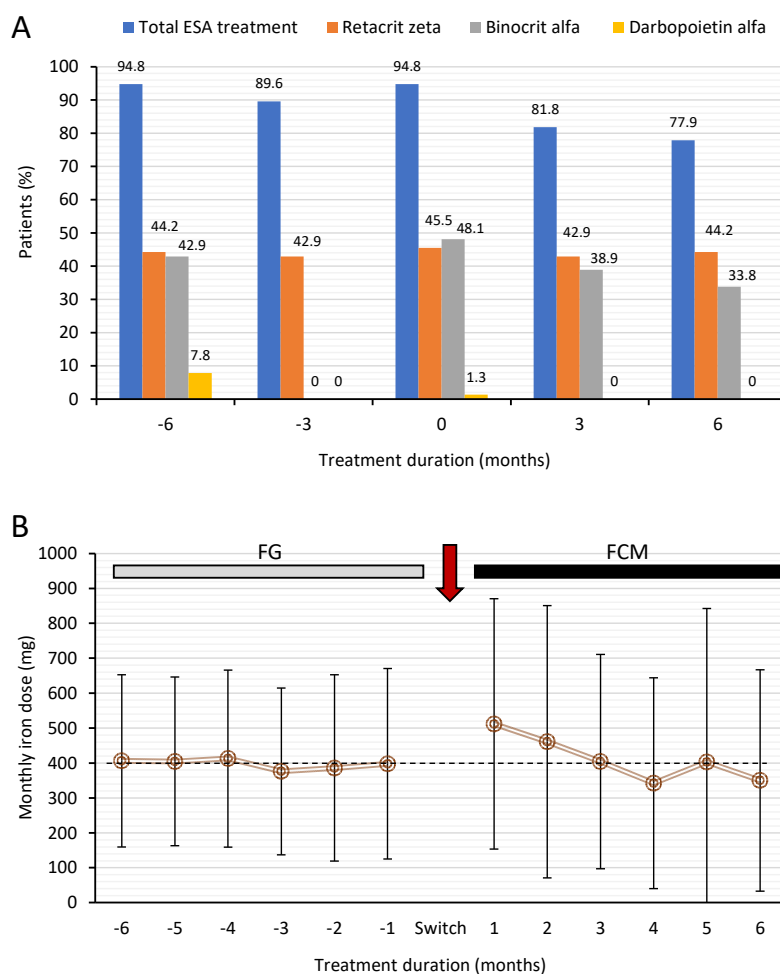 A
Total ESA treatment Retacrit zeta Binocrit alfa Darbopoietin alfa
100
90
80
70
60
50
40
30
20
10
0
Patients (%)
94.8 44.2 42.9 7.8
89.6 42.9 0 0
94.8 45.5 48.1 1.3
81.8 42.9 38.9 0
77.9 44.2 33.8 0
-6 -3 0 3 6
Treatment duration (months)
B
FG FCM
1000
900
800
700
600
500
400
300
200
100
0
Monthly iron dose (mg)
-6 -5 -4 -3 -2 -1 Switch 1 2 3 4 5 6
Treatment duration (months)